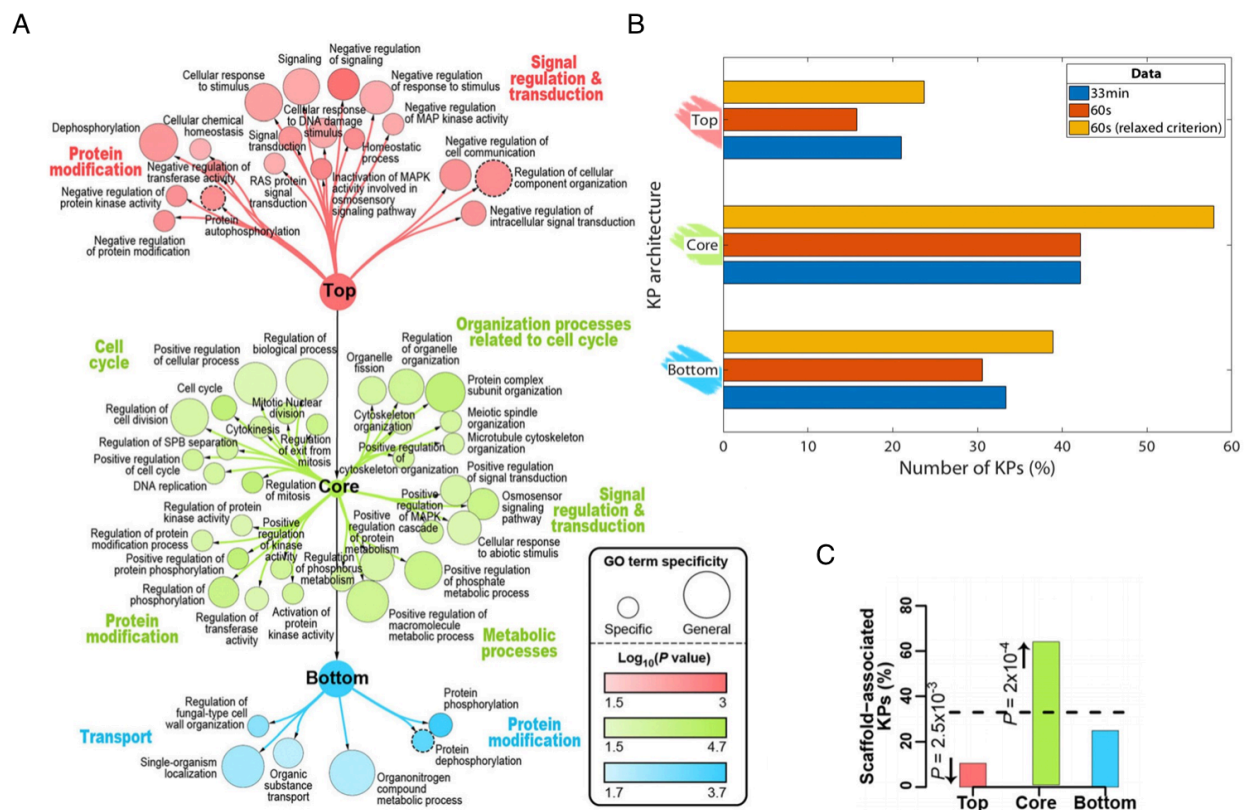 A
Signaling
Negative regulation
of signaling
Signal
regulation &
transduction
Cellular response
to stimulus
Negative regulation
of response to stimulus
Cellular response
to DNA damage
stimulus
Negative regulation
of MAP kinase activity
Dephosphorylation
Cellular chemical
homeostasis
Signal
transduction
Homeostatic
process
Negative regulation of
cell communication
Protein
modification
Negative regulation of
transferase activity
RAS protein
signal
transduction
Inactivation of MAPK
activity involved in
osmosensory
signaling pathway
Regulation of cellular
component organization
Negative regulation of
protein kinase activity
Protein
autophosphorylation
Negative regulation of
intracellular signal transduction
Negative regulation
of protein modification
Top
Cell
cycle
Organization processes
related to cell cycle
Positive regulation
of cellular process
Regulation of
biological process
Organelle
fission
Regulation
of organelle
organization
Protein complex
subunit organization
Cell cycle
Mitotic Nuclear
division
Regulation of
cell division
Cytokinesis
Cytoskeleton
organization
Meiotic spindle
organization
Regulation of SPB separation
Regulation
of exit from
mitosis
Positive regulation
of
cytoskeleton organization
Microtubule cytoskeleton
organization
Positive regulation
of cell cycle
DNA replication
Regulation
of mitosis
Core
Positive regulation
of signal transduction
Osmosensor
signaling
pathway
Signal
regulation &
transduction
Positive
regulation
of MAPK
cascade
Cellular response
to abiotic stimulis
Regulation of protein
kinase activity
Positive
regulation
of kinase
activity
Positive
regulation
of protein
metabolism
Regulation of protein
modification process
Positive regulation of
protein phosphorylation
Regulation
of phosphorus
metabolism
Positive regulation
of phosphate
metabolic process
Regulation of
phosphorylation
Regulation of
transferase
activity
Activation of
protein
kinase activity
Positive regulation of
macromolecule
metabolic process
Protein
modification
Metabolic
processes
Bottom
Regulation of
fungal-type cell
wall organization
Protein
phosphorylation
Transport
Protein
modification
Protein
dephosphorylation
Single-organism
localization
Organic
substance
transport
Organonitrogen
compound
metabolic process
GO term specificity
Specific
General
Log10(P value)
1.5
3
1.5
4.7
1.7
3.7
B
Data
33min
60s
60s (relaxed criterion)
KP architecture
Top
Core
Bottom
0
10
20
30
40
50
60
Number of KPs (%)
C
Scaffold-associated
KPs (%)
80
60
40
20
0
P = 2.5x10-3
P = 2x10-4
Top
Core
Bottom